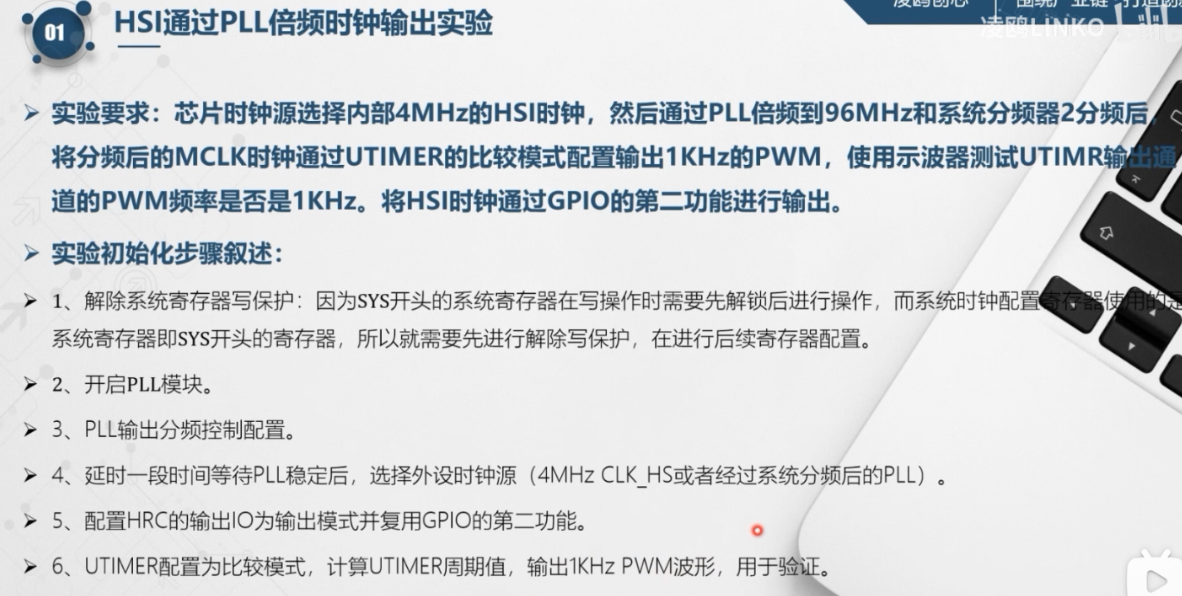 01
HSI通过PLL倍频时钟输出实验
凌鸥创芯
凌鸥LINKO
实验要求：芯片时钟源选择内部4MHz的HSI时钟，然后通过PLL倍频到96MHz和系统分频器2分频后，
将分频后的MCLK时钟通过UTIMER的比较模式配置输出1KHz的PWM，使用示波器测试UTIMR输出通
道的PWM频率是否是1KHz。将HSI时钟通过GPIO的第二功能进行输出。
实验初始化步骤叙述：
1、解除系统寄存器写保护：因为SYS开头的系统寄存器在写操作时需要先解锁后进行操作，而系统时钟配置寄存器使用的是
系统寄存器即SYS开头的寄存器，所以就需要先进行解除写保护，在进行后续寄存器配置。
2、开启PLL模块。
3、PLL输出分频控制配置。
4、延时一段时间等待PLL稳定后，选择外设时钟源（4MHz CLK_HS或者经过系统分频后的PLL）。
5、配置HRC的输出IO为输出模式并复用GPIO的第二功能。
6、UTIMER配置为比较模式，计算UTIMER周期值，输出1KHz PWM波形，用于验证。